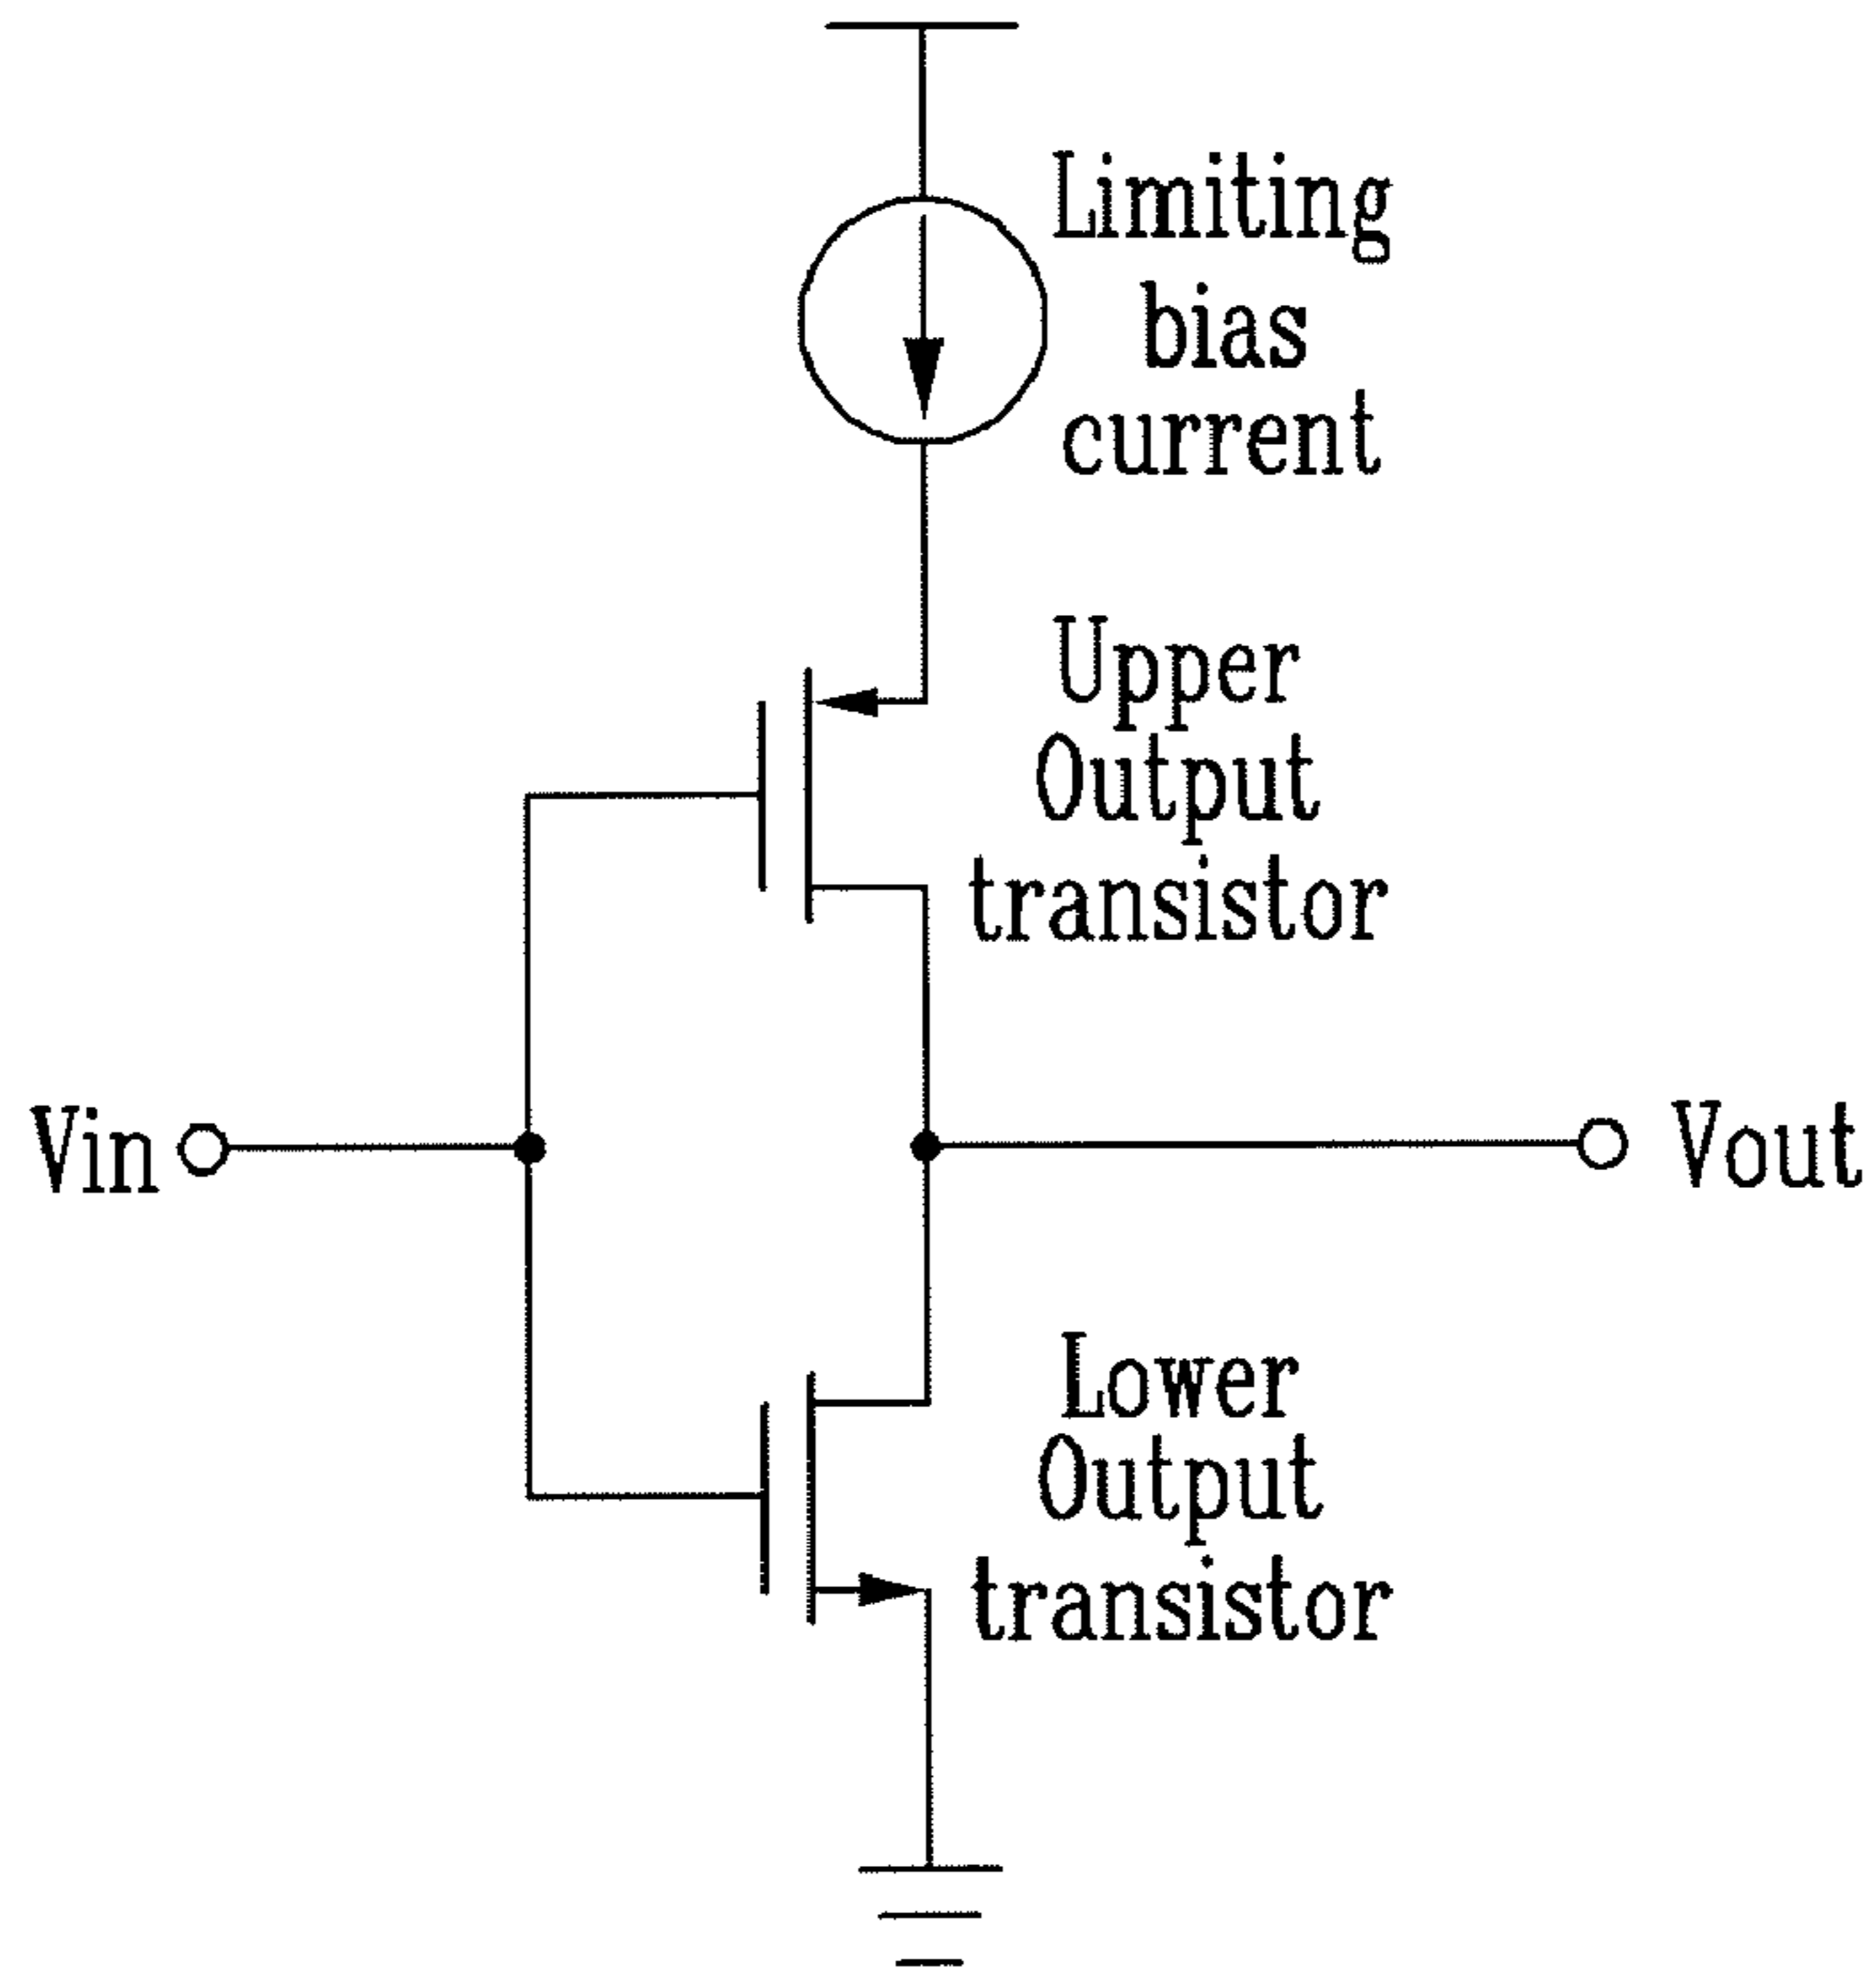 Limiting
bias
current
Upper
Output
transistor
Vin
Vout
Lower
Output
transistor